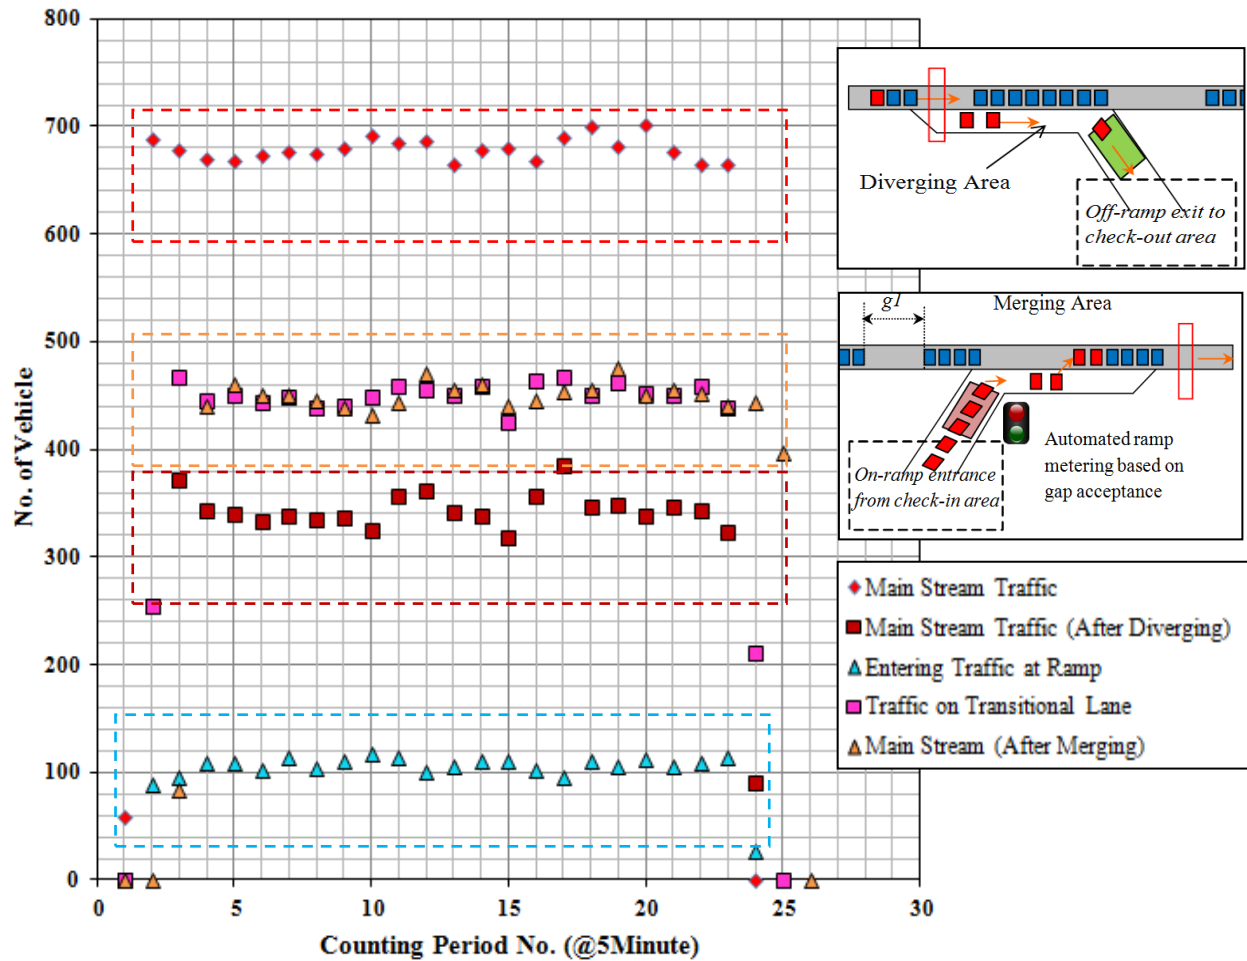 800
700
600
500
400
300
200
100
0
No. of Vehicle
0 5 10 15 20 25 30
Counting Period No. (@5Minute)
Diverging Area
Off-ramp exit to
check-out area
g1
Merging Area
Automated ramp
metering based on
gap acceptance
On-ramp entrance
from check-in area
Main Stream Traffic
Main Stream Traffic (After Diverging)
Entering Traffic at Ramp
Traffic on Transitional Lane
Main Stream (After Merging)